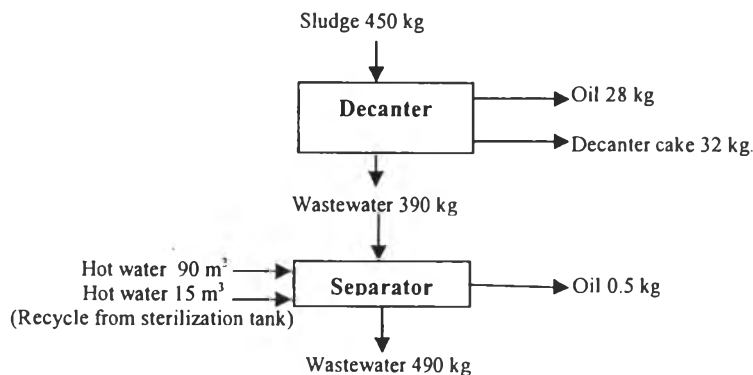 Sludge 450 kg
Decanter
Oil 28 kg
Decanter cake 32 kg.
Wastewater 390 kg
Hot water 90 m³
Hot water 15 m³
(Recycle from sterilization tank)
Separator
Oil 0.5 kg
Wastewater 490 kg